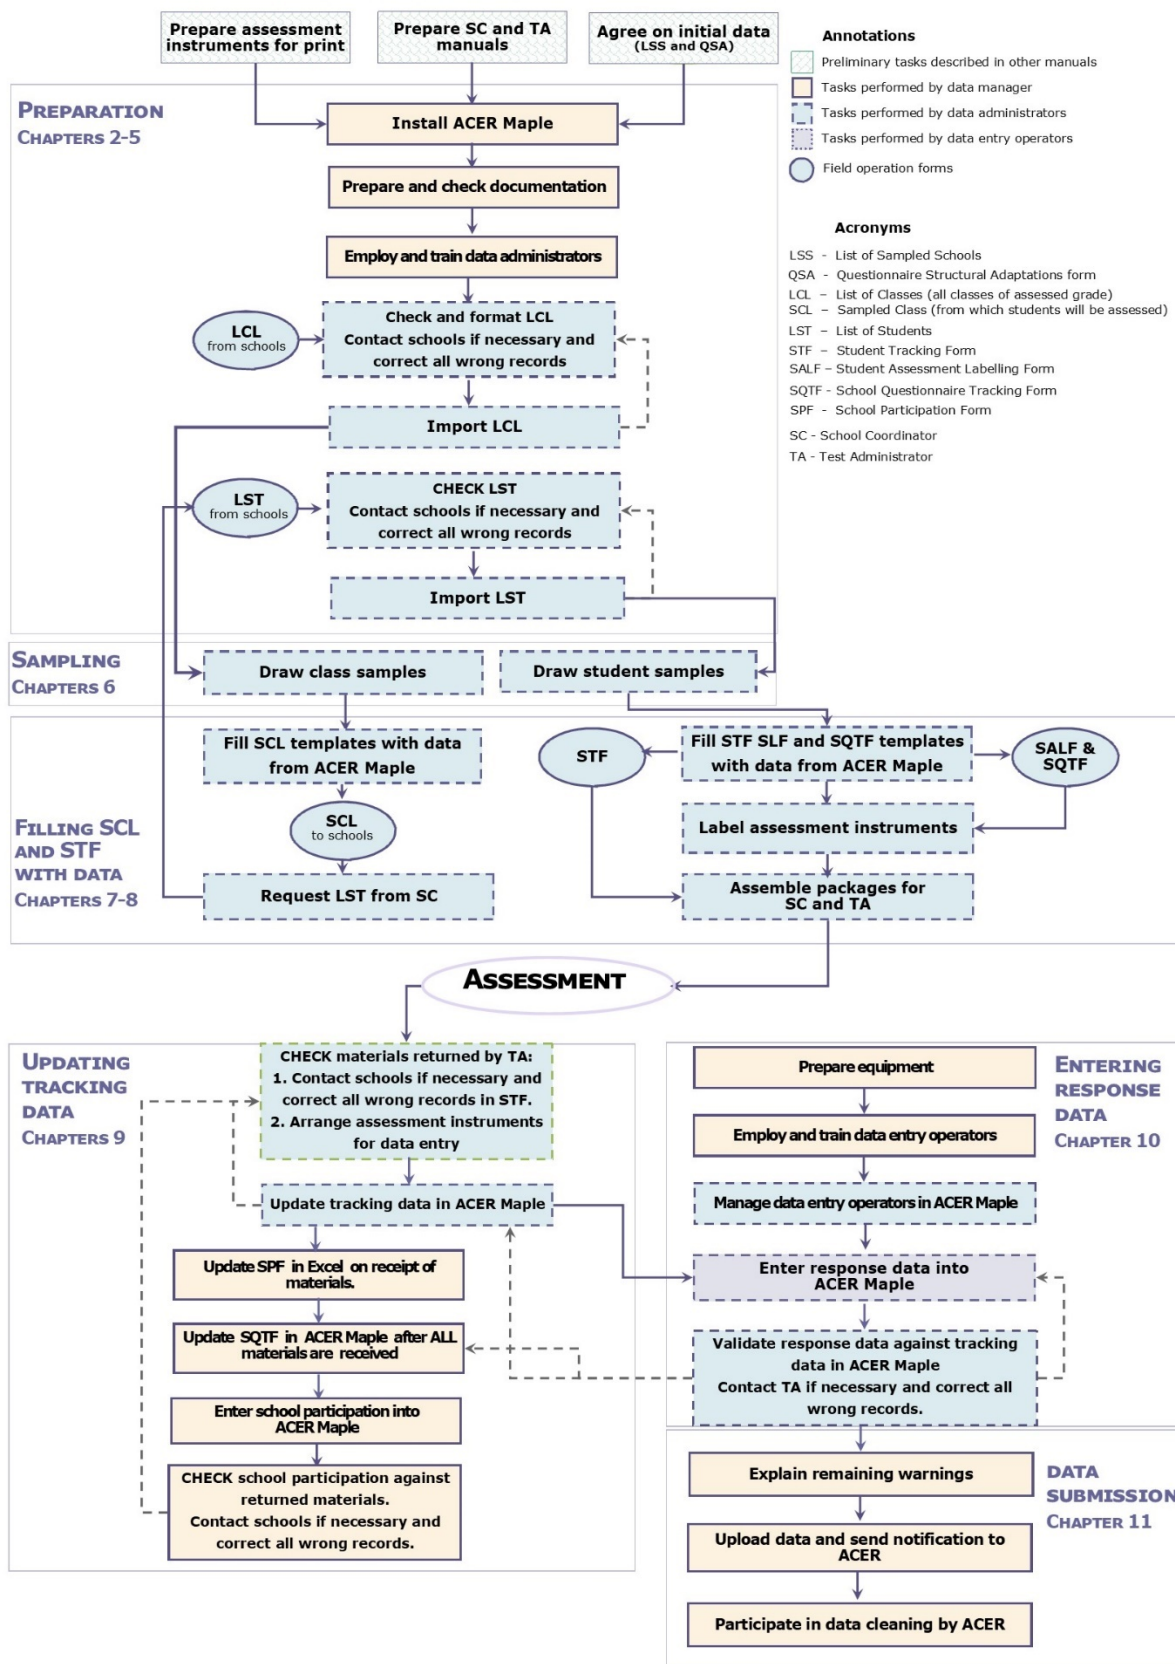 Prepare assessment
instruments for print
Prepare SC and TA
manuals
Agree on initial data
(LSS and QSA)
Annotations
Preliminary tasks described in other manuals
Tasks performed by data manager
Tasks performed by data administrators
Tasks performed by data entry operators
Field operation forms
Acronyms
LSS - List of Sampled Schools
QSA - Questionnaire Structural Adaptations form
LCL – List of Classes (all classes of assessed grade)
SCL – Sampled Class (from which students will be assessed)
LST – List of Students
STF – Student Tracking Form
SALF – Student Assessment Labelling Form
SQTF - School Questionnaire Tracking Form
SPF - School Participation Form
SC - School Coordinator
TA - Test Administrator
PREPARATION
CHAPTERS 2-5
Install ACER Maple
Prepare and check documentation
Employ and train data administrators
LCL
from schools
Check and format LCL
Contact schools if necessary and
correct all wrong records
Import LCL
LST
from schools
CHECK LST
Contact schools if necessary and
correct all wrong records
Import LST
SAMPLING
CHAPTERS 6
Draw class samples
Draw student samples
FILLING SCL
AND STF
WITH DATA
CHAPTERS 7-8
Fill SCL templates with data
from ACER Maple
SCL
to schools
Request LST from SC
STF
Fill STF SLF and SQTF templates
with data from ACER Maple
SALF &
SQTF
Label assessment instruments
Assemble packages for
SC and TA
ASSESSMENT
UPDATING
TRACKING
DATA
CHAPTERS 9
CHECK materials returned by TA:
1. Contact schools if necessary and
correct all wrong records in STF.
2. Arrange assessment instruments
for data entry
Update tracking data in ACER Maple
Update SPF in Excel on receipt of
materials.
Update SQTF in ACER Maple after ALL
materials are received
Enter school participation into
ACER Maple
CHECK school participation against
returned materials.
Contact schools if necessary and
correct all wrong records.
ENTERING
RESPONSE
DATA
CHAPTER 10
Prepare equipment
Employ and train data entry operators
Manage data entry operators in ACER Maple
Enter response data into
ACER Maple
Validate response data against tracking
data in ACER Maple
Contact TA if necessary and correct all
wrong records.
DATA
SUBMISSION
CHAPTER 11
Explain remaining warnings
Upload data and send notification to
ACER
Participate in data cleaning by ACER